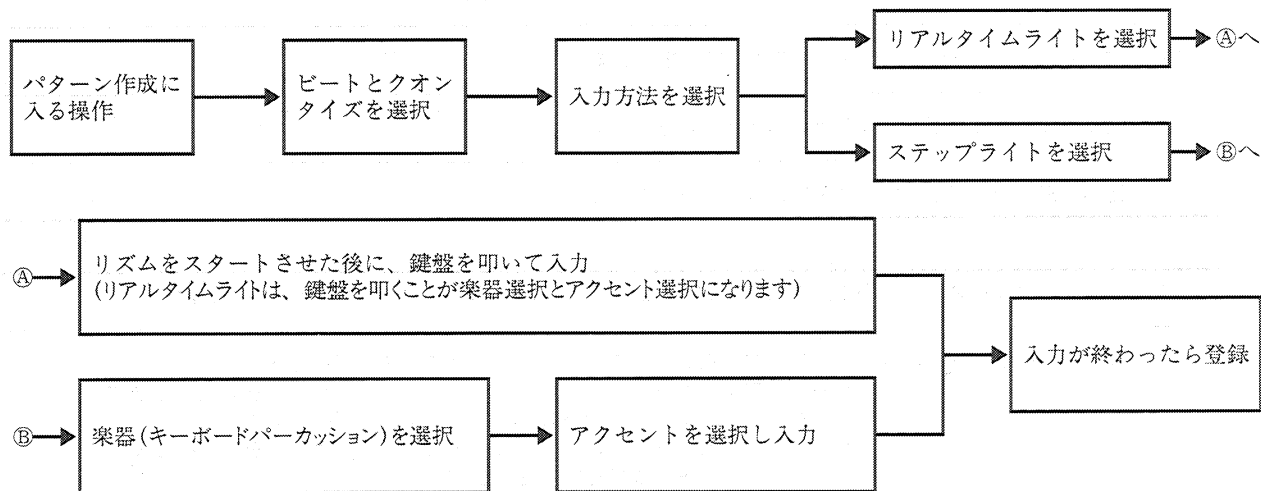 パターン作成に
入る操作
ビートとクオン
タイズを選択
入力方法を選択
リアルタイムライトを選択
Ⓐへ
ステップライトを選択
Ⓑへ
Ⓐ
リズムをスタートさせた後に、鍵盤を叩いて入力
(リアルタイムライトは、鍵盤を叩くことが楽器選択とアクセント選択になります)
入力が終わったら登録
Ⓑ
楽器(キーボードパーカッション)を選択
アクセントを選択し入力